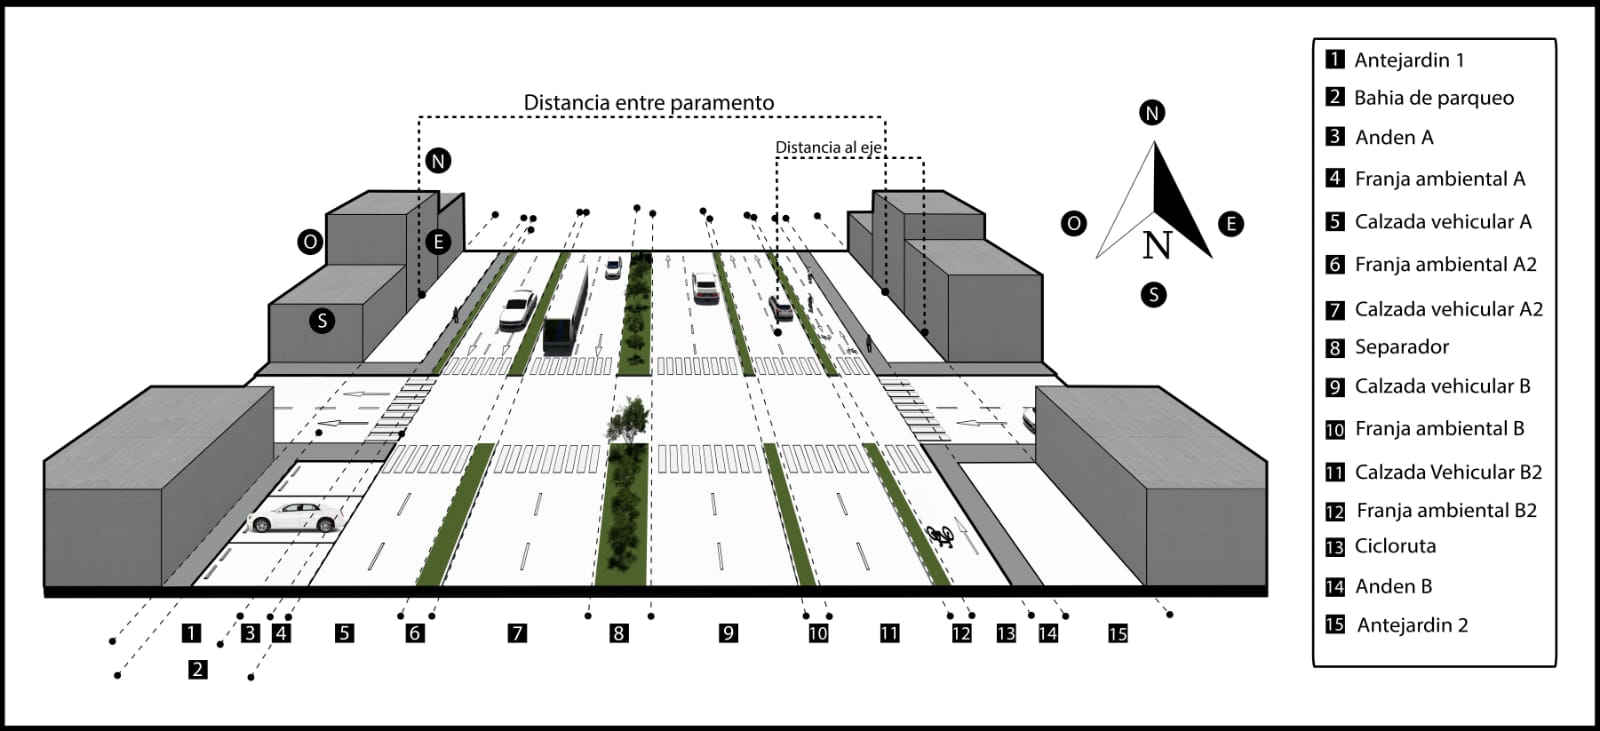 Distancia entre paramento
Distancia al eje
N
O
E
S
N
O
E
S
N
1 Antejardin 1
2 Bahia de parqueo
3 Anden A
4 Franja ambiental A
5 Calzada vehicular A
6 Franja ambiental A2
7 Calzada vehicular A2
8 Separador
9 Calzada vehicular B
10 Franja ambiental B
11 Calzada Vehicular B2
12 Franja ambiental B2
13 Cicloruta
14 Anden B
15 Antejardin 2
1 3 4 5 6 7 8 9 10 11 12 13 14 15
2